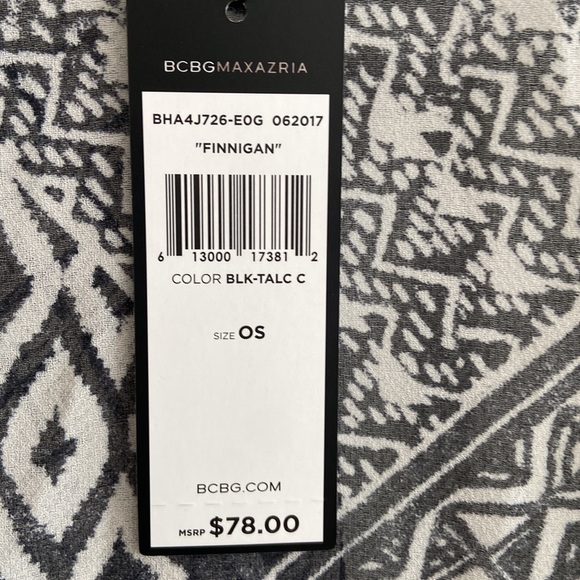 BCBGMAXAZRIA
BHA4J726-E0G 062017
"FINNIGAN"
6 13000 17381 2
COLOR BLK-TALC C
SIZE OS
BCBG.COM
MSRP $78.00